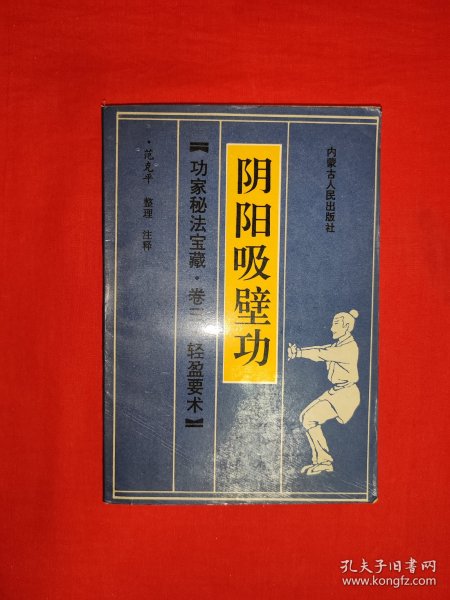 内蒙古人民出版社
阴阳吸壁功
【功家秘法宝藏·卷三 轻盈要术】
·范克平 整理 注释
孔夫子旧书网
www.kongfz.com